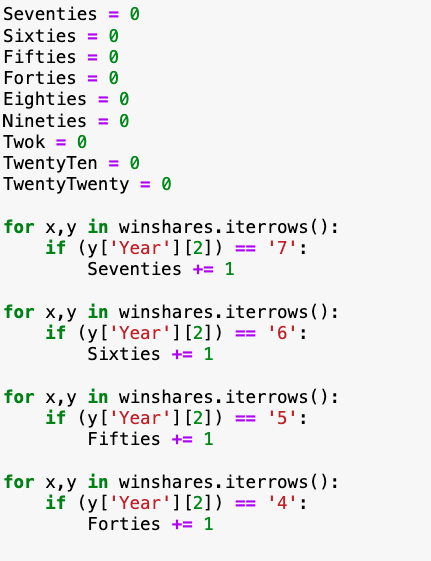 Seventies = 0
Sixties = 0
Fifties = 0
Forties = 0
Eighties = 0
Nineties = 0
Twok = 0
TwentyTen = 0
TwentyTwenty = 0

for x,y in winshares.iterrows():
    if (y['Year'][2]) == '7':
        Seventies += 1

for x,y in winshares.iterrows():
    if (y['Year'][2]) == '6':
        Sixties += 1

for x,y in winshares.iterrows():
    if (y['Year'][2]) == '5':
        Fifties += 1

for x,y in winshares.iterrows():
    if (y['Year'][2]) == '4':
        Forties += 1